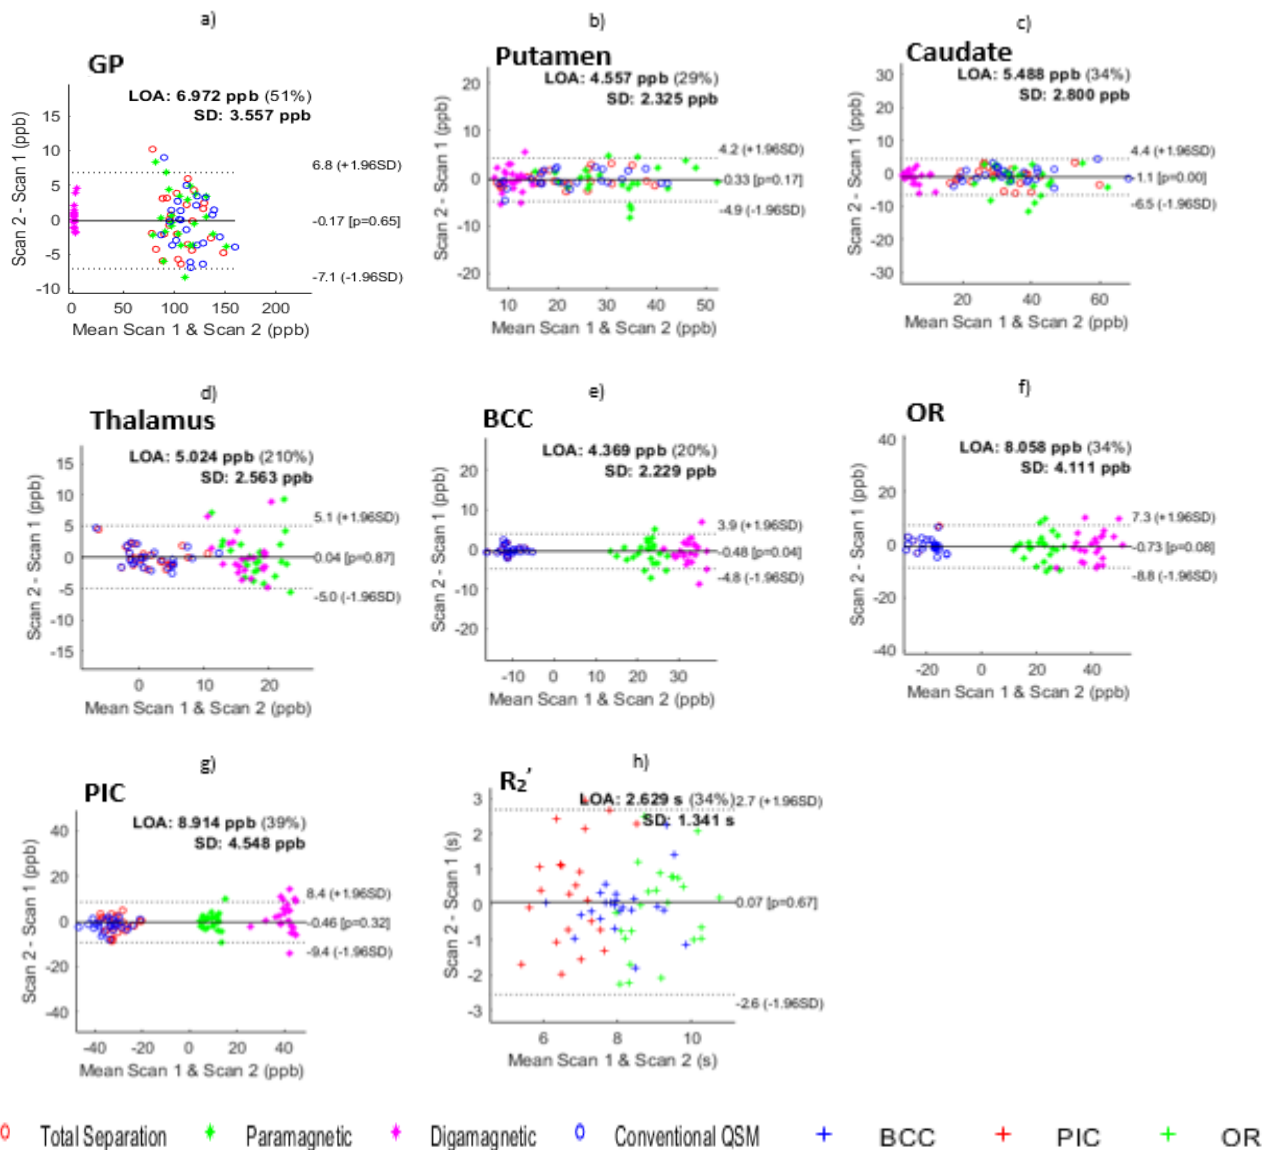 a)
GP
LOA: 6.972 ppb (51%)
SD: 3.557 ppb
15
10
5
0
-5
-10
6.8 (+1.96SD)
-0.17 [p=0.65]
-7.1 (-1.96SD)
Scan 2 - Scan 1 (ppb)
0 50 100 150 200
Mean Scan 1 & Scan 2 (ppb)
b)
Putamen
LOA: 4.557 ppb (29%)
SD: 2.325 ppb
20
10
0
-10
-20
4.2 (+1.96SD)
-0.33 [p=0.17]
-4.9 (-1.96SD)
Scan 2 - Scan 1 (ppb)
10 20 30 40 50
Mean Scan 1 & Scan 2 (ppb)
c)
Caudate
LOA: 5.488 ppb (34%)
SD: 2.800 ppb
30
20
10
0
-10
-20
-30
4.4 (+1.96SD)
-1.1 [p=0.00]
-6.5 (-1.96SD)
Scan 2 - Scan 1 (ppb)
20 40 60
Mean Scan 1 & Scan 2 (ppb)
d)
Thalamus
LOA: 5.024 ppb (210%)
SD: 2.563 ppb
15
10
5
0
-5
-10
-15
5.1 (+1.96SD)
0.04 [p=0.87]
-5.0 (-1.96SD)
Scan 2 - Scan 1 (ppb)
0 10 20
Mean Scan 1 & Scan 2 (ppb)
e)
BCC
LOA: 4.369 ppb (20%)
SD: 2.229 ppb
20
10
0
-10
-20
3.9 (+1.96SD)
-0.48 [p=0.04]
-4.8 (-1.96SD)
Scan 2 - Scan 1 (ppb)
-10 0 10 20 30
Mean Scan 1 & Scan 2 (ppb)
f)
OR
LOA: 8.058 ppb (34%)
SD: 4.111 ppb
40
20
0
-20
-40
7.3 (+1.96SD)
-0.73 [p=0.08]
-8.8 (-1.96SD)
Scan 2 - Scan 1 (ppb)
-20 0 20 40
Mean Scan 1 & Scan 2 (ppb)
g)
PIC
LOA: 8.914 ppb (39%)
SD: 4.548 ppb
40
20
0
-20
-40
8.4 (+1.96SD)
-0.46 [p=0.32]
-9.4 (-1.96SD)
Scan 2 - Scan 1 (ppb)
-40 -20 0 20 40
Mean Scan 1 & Scan 2 (ppb)
h)
R₂’
LOA: 2.629 s (34%)
SD: 1.341 s
3
2
1
0
-1
-2
-3
2.7 (+1.96SD)
0.07 [p=0.67]
-2.6 (-1.96SD)
Scan 2 - Scan 1 (s)
6 8 10
Mean Scan 1 & Scan 2 (s)
Total Separation Paramagnetic Digamagnetic Conventional QSM BCC PIC OR